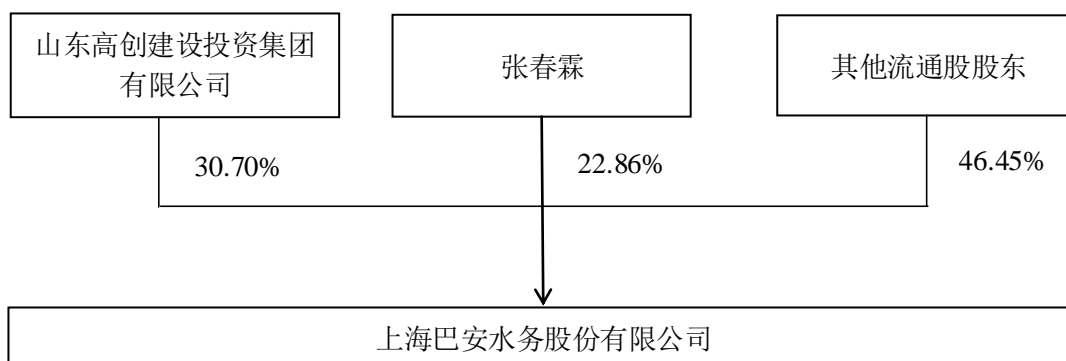 山东高创建设投资集团
有限公司
张春霖
其他流通股股东
30.70%
22.86%
46.45%
上海巴安水务股份有限公司